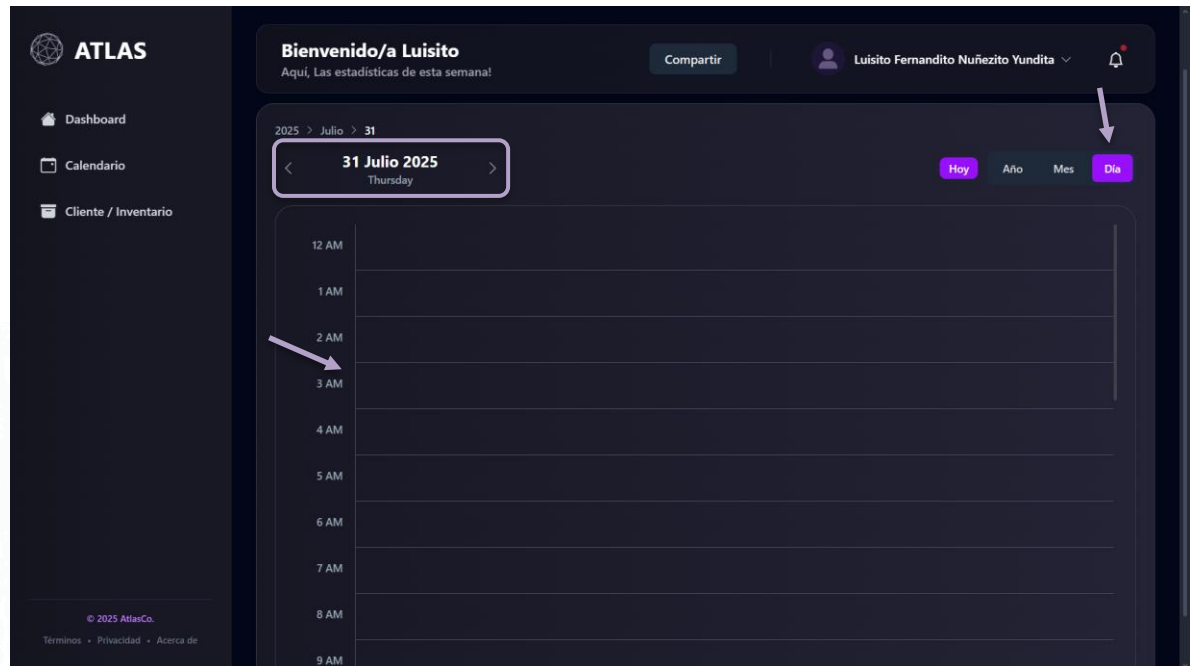 ATLAS
Dashboard
Calendario
Cliente / Inventario
© 2025 AtlasCo.
Términos • Privacidad • Acerca de
Bienvenido/a Luisito
Aquí, Las estadísticas de esta semana!
Compartir
Luisito Fernandito Nuñezito Yundita
2025 > Julio > 31
31 Julio 2025
Thursday
Hoy Año Mes Día
12 AM
1 AM
2 AM
3 AM
4 AM
5 AM
6 AM
7 AM
8 AM
9 AM